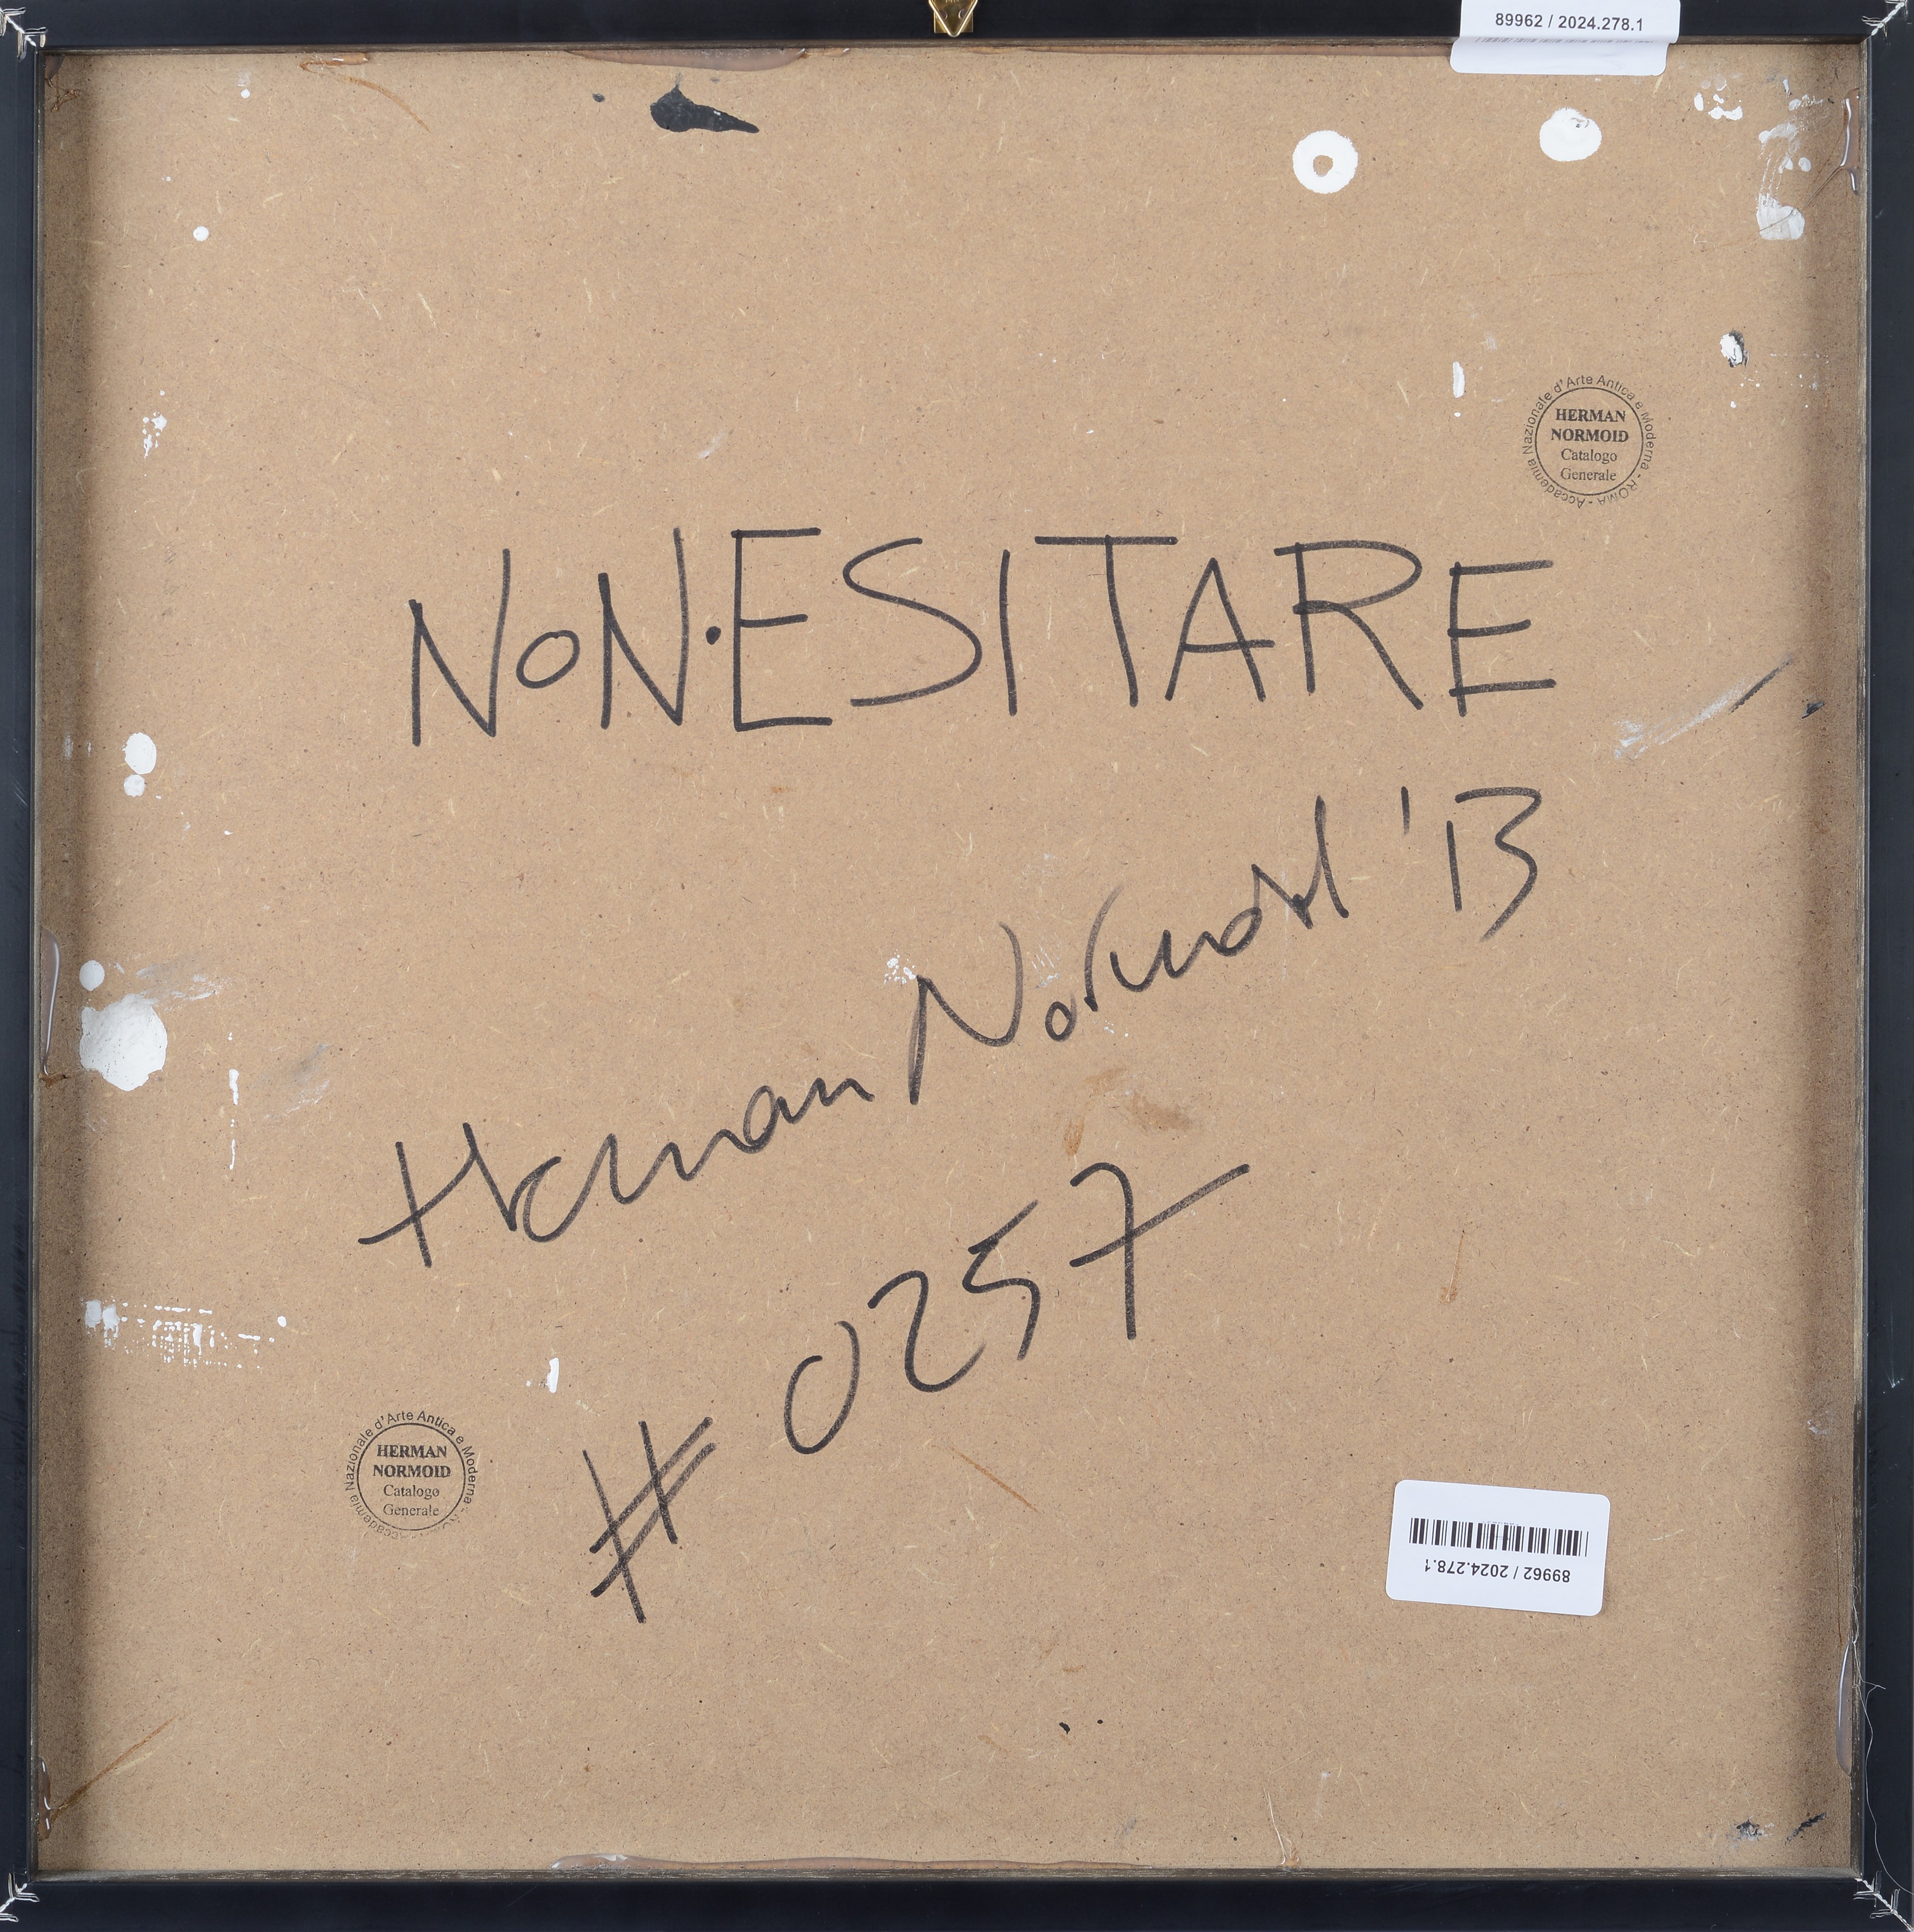 89962 / 2024.278.1
Accademia Nazionale d'Arte Antica e Moderna - ROMA -
HERMAN
NORMOID
Catalogo
Generale
NON·ESITARE
Herman Normoid '13
# 0257
Accademia Nazionale d'Arte Antica e Moderna -
HERMAN
NORMOID
Catalogo
Generale
89962 / 2024.278.1